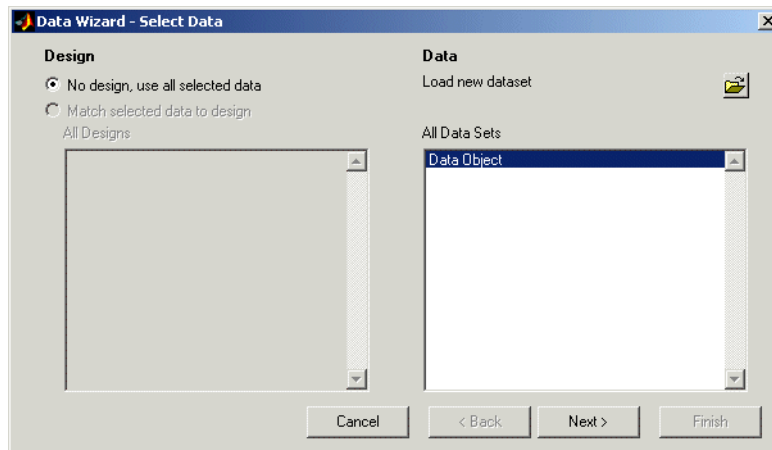 Data Wizard - Select Data
Design
No design, use all selected data
Match selected data to design
All Designs
Data
Load new dataset
All Data Sets
Data Object
Cancel
< Back
Next >
Finish